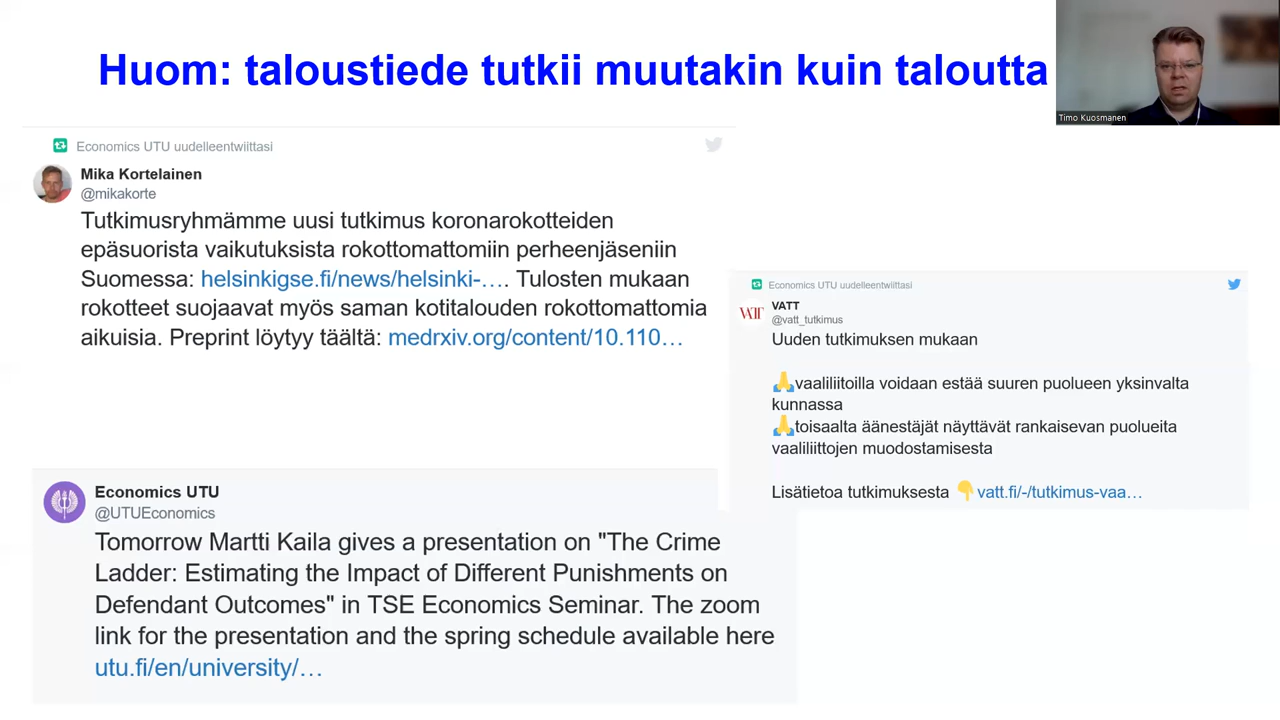 Huom: taloustiede tutkii muutakin kuin taloutta
Timo Kuosmanen
Economics UTU uudelleentwiittasi
Mika Kortelainen
@mikakorte
Tutkimusryhmämme uusi tutkimus koronarokotteiden
epäsuorista vaikutuksista rokottomattomiin perheenjäseniin
Suomessa: helsinkigse.fi/news/helsinki-…. Tulosten mukaan
rokotteet suojaavat myös saman kotitalouden rokottomattomia
aikuisia. Preprint löytyy täältä: medrxiv.org/content/10.110…
Economics UTU uudelleentwiittasi
VATT
VATT
@vatt_tutkimus
Uuden tutkimuksen mukaan
🙏vaaliliitoilla voidaan estää suuren puolueen yksinvalta
kunnassa
🙏toisaalta äänestäjät näyttävät rankaisevan puolueita
vaaliliittojen muodostamisesta
Lisätietoa tutkimuksesta 👇vatt.fi/-/tutkimus-vaa…
Economics UTU
@UTUEconomics
Tomorrow Martti Kaila gives a presentation on "The Crime
Ladder: Estimating the Impact of Different Punishments on
Defendant Outcomes" in TSE Economics Seminar. The zoom
link for the presentation and the spring schedule available here
utu.fi/en/university/…